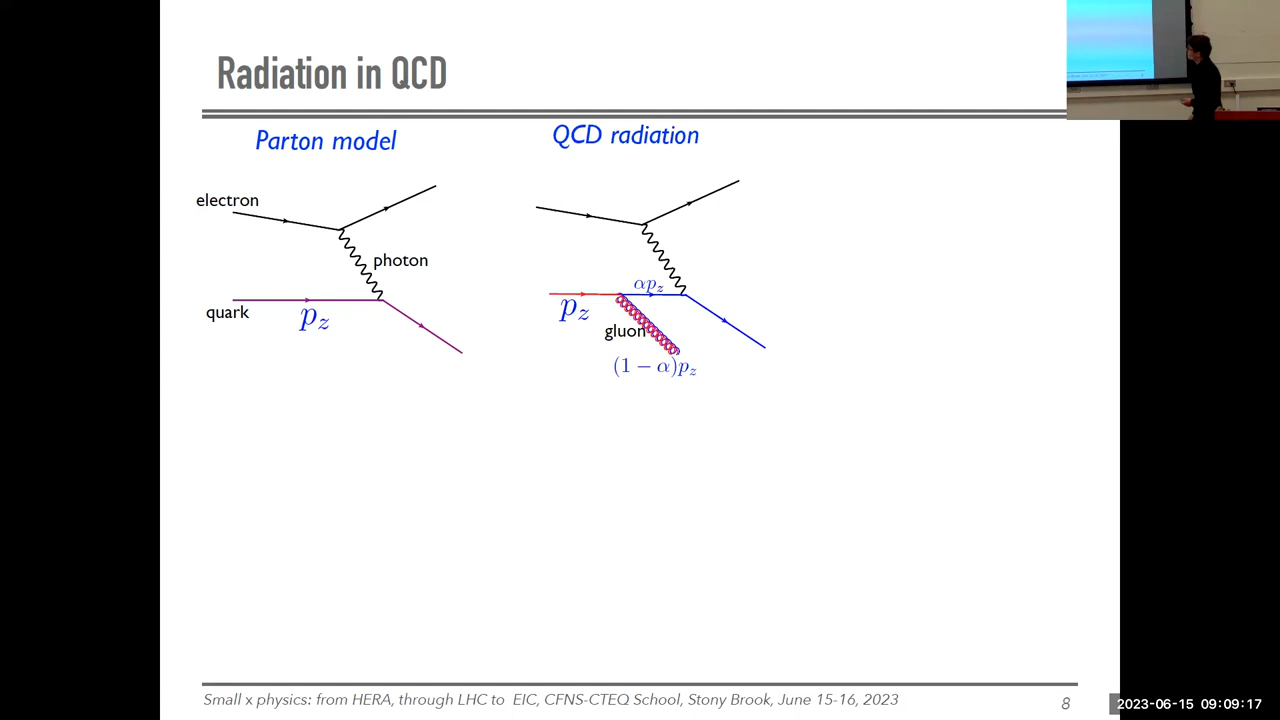 Radiation in QCD
Parton model
QCD radiation
electron
photon
quark
p_z
αp_z
p_z
gluon
(1 − α)p_z
Small x physics: from HERA, through LHC to EIC, CFNS-CTEQ School, Stony Brook, June 15-16, 2023
8
2023-06-15 09:09:17